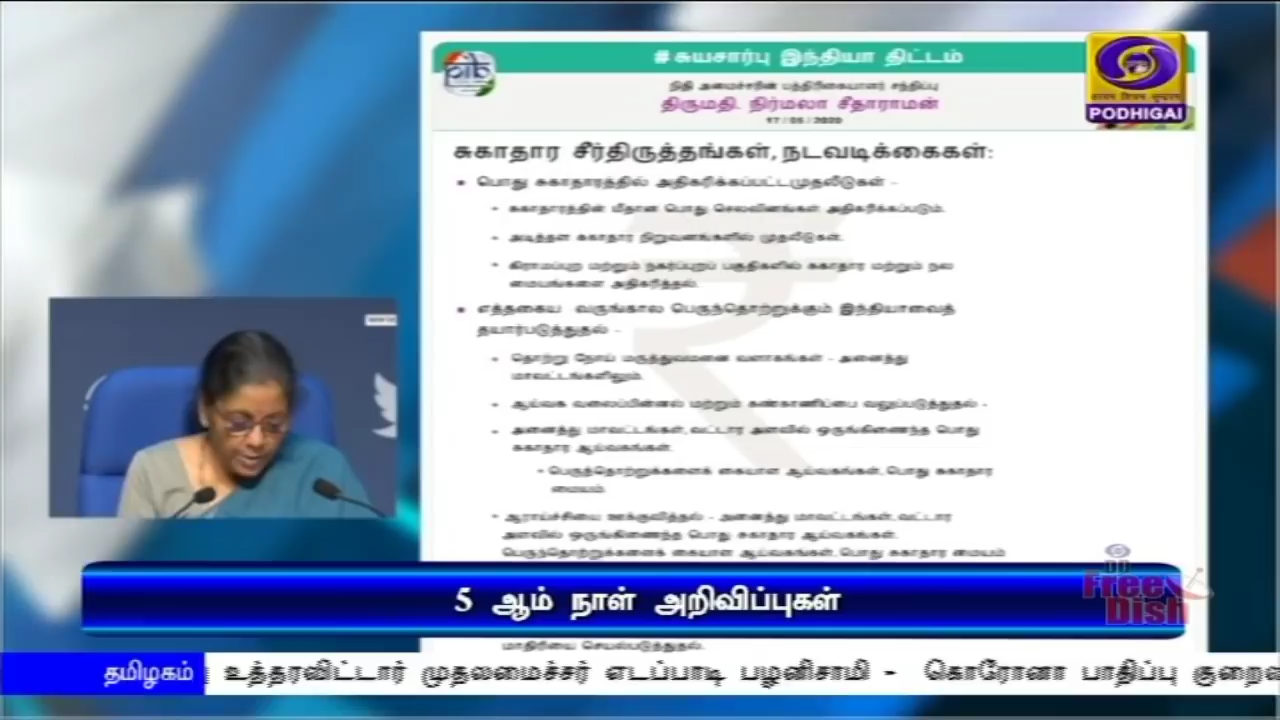 #சுயசார்பு இந்தியா திட்டம்
pib
நிதி அமைச்சரின் பத்திரிகையாளர் சந்திப்பு
திருமதி. நிர்மலா சீதாராமன்
17/05/2020
PODHIGAI
சுகாதார சீர்திருத்தங்கள், நடவடிக்கைகள்:
பொது சுகாதாரத்தில் அதிகரிக்கப்பட்டமுதலீடுகள் -
சுகாதாரத்தின் மீதான பொது செலவினங்கள் அதிகரிக்கப்படும்.
அடித்தள சுகாதார நிறுவனங்களில் முதலீடுகள்.
கிராமப்புற மற்றும் நகர்ப்புறப் பகுதிகளில் சுகாதார மற்றும் நல
மையங்களை அதிகரித்தல்.
எத்தகைய வருங்கால பெருந்தொற்றுக்கும் இந்தியாவைத்
தயார்படுத்துதல் -
தொற்று நோய் மருத்துவமனை வளாகங்கள் - அனைத்து
மாவட்டங்களிலும்.
ஆய்வக வலைப்பின்னல் மற்றும் கண்காணிப்பை வலுப்படுத்துதல் -
அனைத்து மாவட்டங்கள், வட்டார அளவில் ஒருங்கிணைந்த பொது
சுகாதார ஆய்வகங்கள்.
பெருந்தொற்றுக்களைக் கையாள ஆய்வகங்கள், பொது சுகாதார
மையம்
ஆராய்ச்சியை ஊக்குவித்தல் - அனைத்து மாவட்டங்கள், வட்டார
அளவில் ஒருங்கிணைந்த பொது சுகாதார ஆய்வகங்கள்.
பெருந்தொற்றுக்களைக் கையாள ஆய்வகங்கள், பொது சுகாதார மையம்
5 ஆம் நாள் அறிவிப்புகள்
DD
Free
Dish
மாதிரியை செயல்படுத்துதல்.
தமிழகம் உத்தரவிட்டார் முதலமைச்சர் எடப்பாடி பழனிசாமி - கொரோனா பாதிப்பு